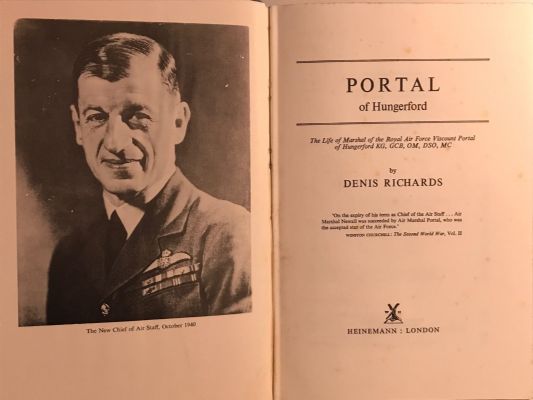 The New Chief of Air Staff, October 1940
PORTAL
of Hungerford
The Life of Marshal of the Royal Air Force Viscount Portal
of Hungerford KG, GCB, OM, DSO, MC
by
DENIS RICHARDS
'On the expiry of his term as Chief of the Air Staff . . . Air
Marshal Newall was succeeded by Air Marshal Portal, who was
the accepted star of the Air Force.'
WINSTON CHURCHILL: The Second World War, Vol. II
HEINEMANN : LONDON